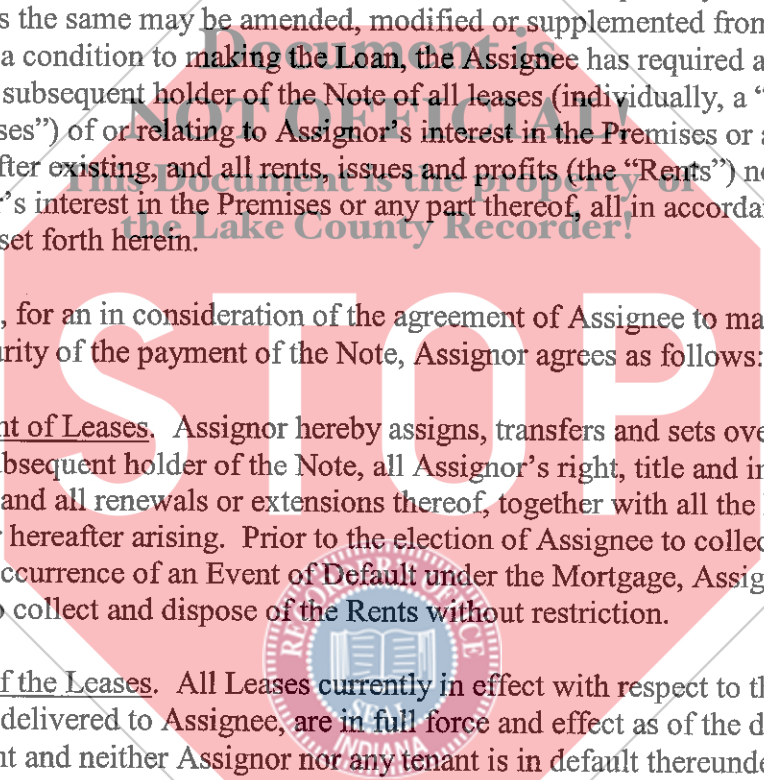 s the same may be amended, modified or supplemented from
Document is
a condition to making the Loan, the Assignee has required a
subsequent holder of the Note of all leases (individually, a “
NOT OFFICIAL!
ses”) of or relating to Assignor’s interest in the Premises or a
fter existing, and all rents, issues and profits (the “Rents”) n
This Document is the property of
r’s interest in the Premises or any part thereof, all in accorda
the Lake County Recorder!
set forth herein.
, for an in consideration of the agreement of Assignee to ma
urity of the payment of the Note, Assignor agrees as follows:
STOP
nt of Leases. Assignor hereby assigns, transfers and sets ove
ubsequent holder of the Note, all Assignor’s right, title and in
and all renewals or extensions thereof, together with all the
r hereafter arising. Prior to the election of Assignee to collec
ccurrence of an Event of Default under the Mortgage, Assig
o collect and dispose of the Rents without restriction.
RECORDER'S OFFICE
SEAL
INDIANA
of the Leases. All Leases currently in effect with respect to th
delivered to Assignee, are in full force and effect as of the d
nt and neither Assignor nor any tenant is in default thereunde